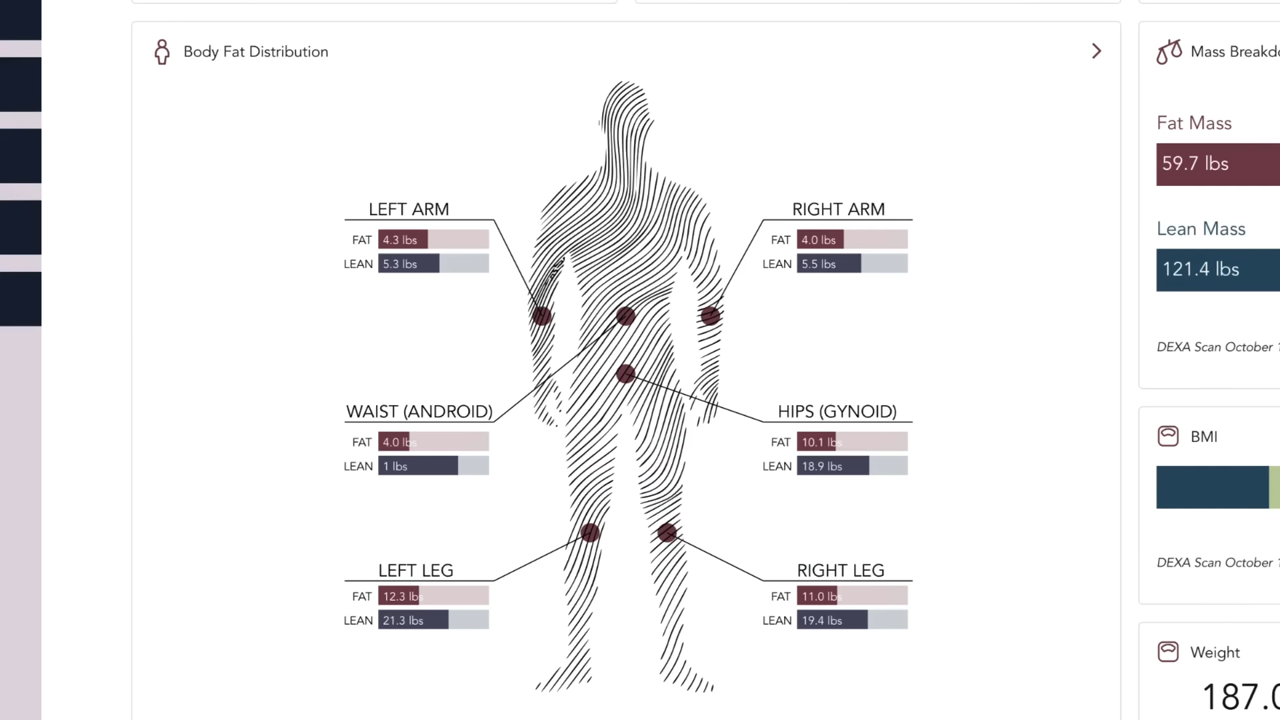 Body Fat Distribution
LEFT ARM
FAT 4.3 lbs
LEAN 5.3 lbs
RIGHT ARM
FAT 4.0 lbs
LEAN 5.5 lbs
WAIST (ANDROID)
FAT 4.0 lbs
LEAN 1 lbs
HIPS (GYNOID)
FAT 10.1 lbs
LEAN 18.9 lbs
LEFT LEG
FAT 12.3 lbs
LEAN 21.3 lbs
RIGHT LEG
FAT 11.0 lbs
LEAN 19.4 lbs
Mass
Fat Mass
59.7 lbs
Lean Mass
121.4 lbs
DEXA Scan October
BMI
DEXA Scan October
Weight